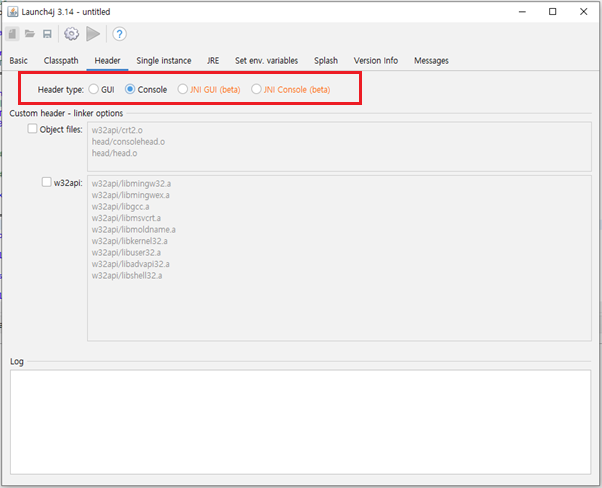 Launch4j 3.14 - untitled
Basic Classpath Header Single instance JRE Set env. variables Splash Version Info Messages
Header type: GUI Console JNI GUI (beta) JNI Console (beta)
Custom header - linker options
Object files: w32api/crt2.o
head/consolehead.o
head/head.o
w32api: w32api/libmingw32.a
w32api/libmingwex.a
w32api/libgcc.a
w32api/libmsvcrt.a
w32api/libmoldname.a
w32api/libkernel32.a
w32api/libuser32.a
w32api/libadvapi32.a
w32api/libshell32.a
Log